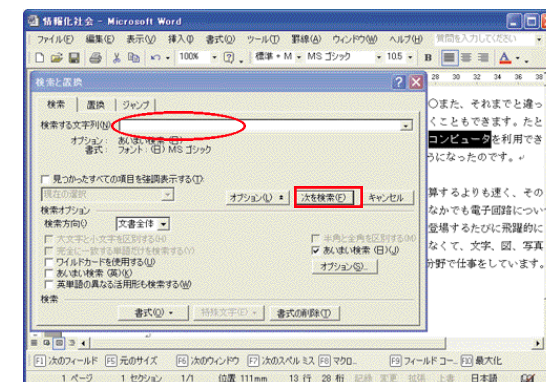 情報化社会 - Microsoft Word
ファイル(F) 編集(E) 表示(V) 挿入(I) 書式(O) ツール(T) 罫線(A) ウィンドウ(W) ヘルプ(H) 質問を入力してください
100% 標準 + M MS ゴシック 10.5 B A
検索と置換
28 30 32 34 36 38
検索 置換 ジャンプ
○また、それまでと違っ
検索する文字列(N):
くこともできます。たと
オプション: あいまい検索 (日)
コンピュータを利用でき
書式: フォント:(日) MS ゴシック
うになったのです。
見つかったすべての項目を強調表示する(T):
現在の選択
オプション(L) 次を検索(F) キャンセル
算するよりも速く、その
検索オプション
なかでも電子回路につい
検索方向(:) 文書全体
登場するたびに飛躍的に
大文字と小文字を区別する(H) 半角と全角を区別する(M)
完全に一致する単語だけを検索する(Y) あいまい検索 (日)(J)
なくて、文字、図、写真
ワイルドカードを使用する(U) オプション(S)...
分野で仕事をしています。
あいまい検索 (英)(K)
英単語の異なる活用形も検索する(W)
検索
書式(O) 特殊文字(E) 書式の削除(T)
F1 次のフィールド F5 元のサイズ F6 次のウィンドウ F7 次のスペル ミス F8 マクロ... F9 フィールド コー... F10 最大化
1 ページ 1 セクション 1/1 位置 111mm 13 行 28 桁 記録 変更 拡張 上書 日本語